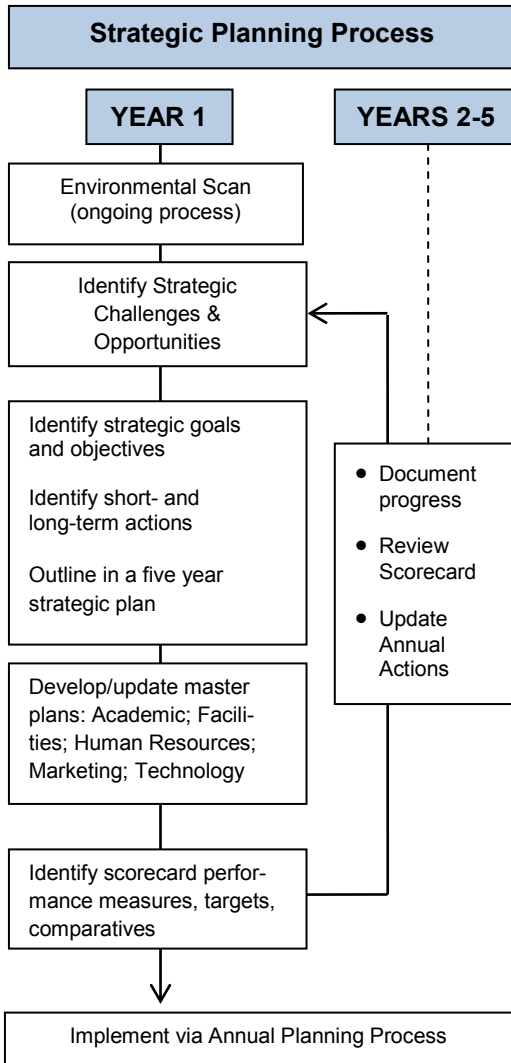 Strategic Planning Process
YEAR 1
YEARS 2-5
Environmental Scan
(ongoing process)
Identify Strategic
Challenges &
Opportunities
Identify strategic goals
and objectives
Identify short- and
long-term actions
Outline in a five year
strategic plan
• Document
progress
• Review
Scorecard
• Update
Annual
Actions
Develop/update master
plans: Academic; Facili-
ties; Human Resources;
Marketing; Technology
Identify scorecard perfor-
mance measures, targets,
comparatives
Implement via Annual Planning Process